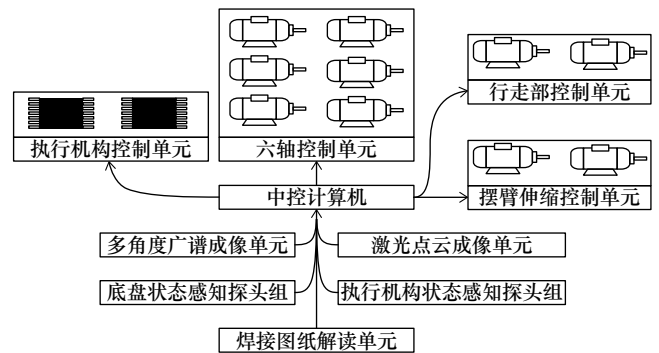 行走部控制单元
执行机构控制单元
六轴控制单元
中控计算机
摆臂伸缩控制单元
多角度广谱成像单元
激光点云成像单元
底盘状态感知探头组
执行机构状态感知探头组
焊接图纸解读单元